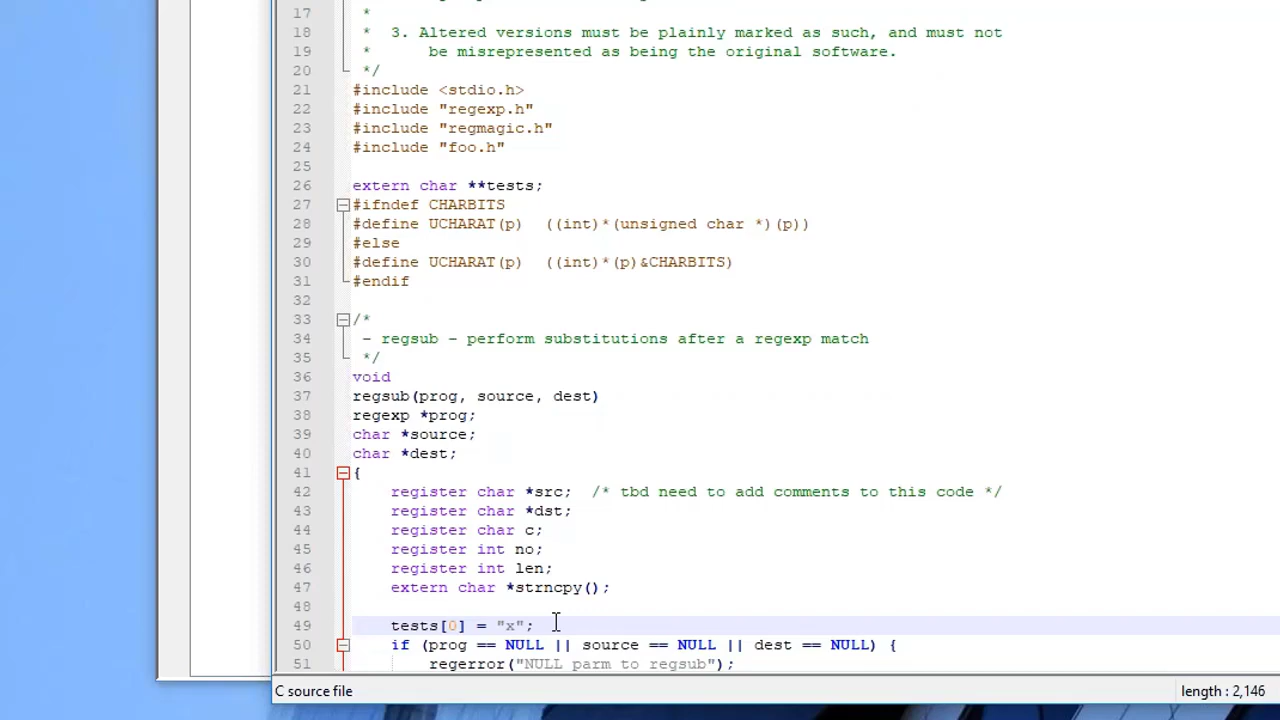 17 *
18 * 3. Altered versions must be plainly marked as such, and must not
19 * be misrepresented as being the original software.
20 */
21 #include <stdio.h>
22 #include "regexp.h"
23 #include "regmagic.h"
24 #include "foo.h"
25
26 extern char **tests;
27 #ifndef CHARBITS
28 #define UCHARAT(p) ((int)*(unsigned char *)(p))
29 #else
30 #define UCHARAT(p) ((int)*(p)&CHARBITS)
31 #endif
32
33 /*
34 - regsub - perform substitutions after a regexp match
35 */
36 void
37 regsub(prog, source, dest)
38 regexp *prog;
39 char *source;
40 char *dest;
41 {
42 register char *src; /* tbd need to add comments to this code */
43 register char *dst;
44 register char c;
45 register int no;
46 register int len;
47 extern char *strncpy();
48
49 tests[0] = "x";
50 if (prog == NULL || source == NULL || dest == NULL) {
51 regerror("NULL parm to regsub");
C source file length : 2,146